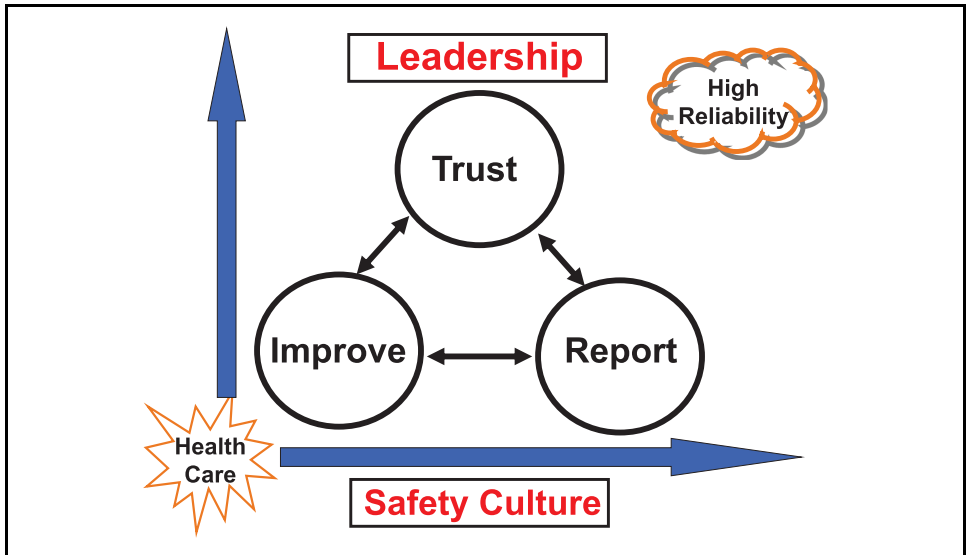 Leadership
High
Reliability
Trust
Improve
Report
Health
Care
Safety Culture